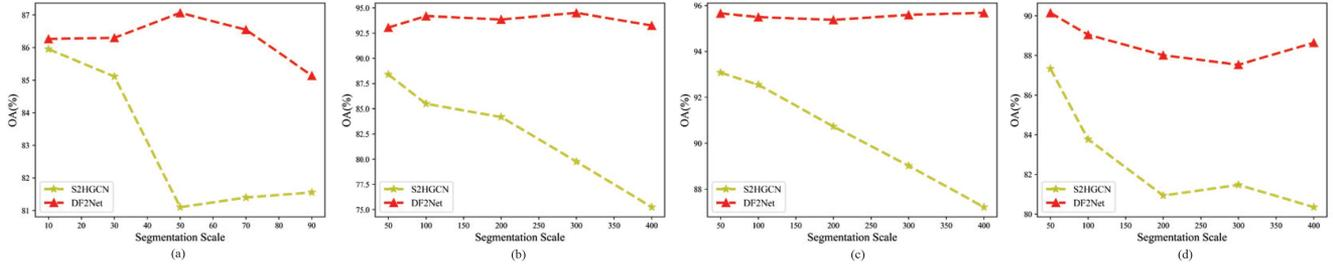 87
86
85
84
83
82
81
OA(%)
S2HGCN
DF2Net
10 20 30 40 50 60 70 80 90
Segmentation Scale
(a)
95.0
92.5
90.0
87.5
85.0
82.5
80.0
77.5
75.0
OA(%)
S2HGCN
DF2Net
50 100 150 200 250 300 350 400
Segmentation Scale
(b)
96
94
92
90
88
OA(%)
S2HGCN
DF2Net
50 100 150 200 250 300 350 400
Segmentation Scale
(c)
90
88
86
84
82
80
OA(%)
S2HGCN
DF2Net
50 100 150 200 250 300 350 400
Segmentation Scale
(d)